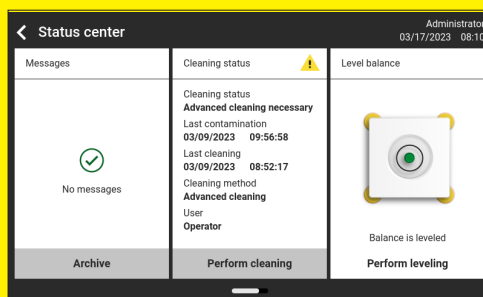 Status center
Administrator
03/17/2023 08:10
Messages
No messages
Archive
Cleaning status
Cleaning status
Advanced cleaning necessary
Last contamination
03/09/2023 09:56:58
Last cleaning
03/09/2023 08:52:17
Cleaning method
Advanced cleaning
User
Operator
Perform cleaning
Level balance
Balance is leveled
Perform leveling